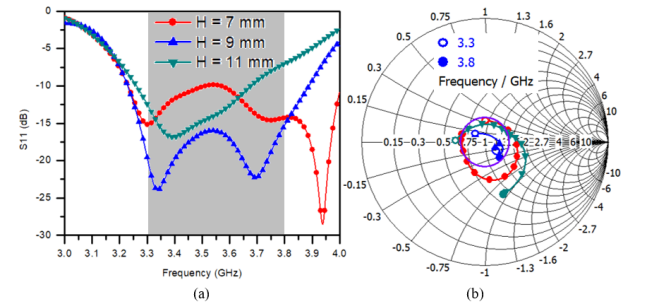 0
-5
-10
-15
-20
-25
-30
S11 (dB)
H = 7 mm
H = 9 mm
H = 11 mm
3.0 3.1 3.2 3.3 3.4 3.5 3.6 3.7 3.8 3.9 4.0
Frequency (GHz)
(a)
1
0.75 1.3
0.5 1.6
2
0.3 2.7
4
0.15 6
10
3.3
3.8
Frequency / GHz
0.15 0.3 0.5 0.75 1 1.3 2 2.7 4 6 10
-0.15 -10
-6
-0.3 -4
-2.7
-0.5 -2
-0.75 -1.3
-1
(b)